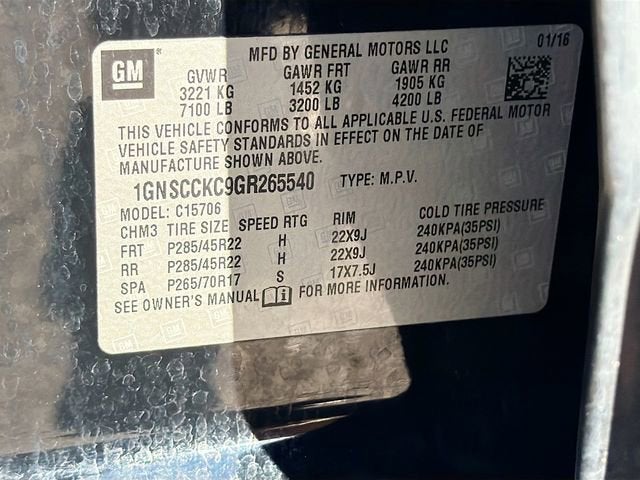 GM ®
MFD BY GENERAL MOTORS LLC 01/16
GVWR GAWR FRT GAWR RR
3221 KG 1452 KG 1905 KG
7100 LB 3200 LB 4200 LB
THIS VEHICLE CONFORMS TO ALL APPLICABLE U.S. FEDERAL MOTOR
VEHICLE SAFETY STANDARDS IN EFFECT ON THE DATE OF
MANUFACTURE SHOWN ABOVE.
1GNSCCKC9GR265540 TYPE: M.P.V.
MODEL: C15706
CHM3 TIRE SIZE SPEED RTG RIM COLD TIRE PRESSURE
FRT P285/45R22 H 22X9J 240KPA(35PSI)
RR P285/45R22 H 22X9J 240KPA(35PSI)
SPA P265/70R17 S 17X7.5J 240KPA(35PSI)
SEE OWNER'S MANUAL FOR MORE INFORMATION.